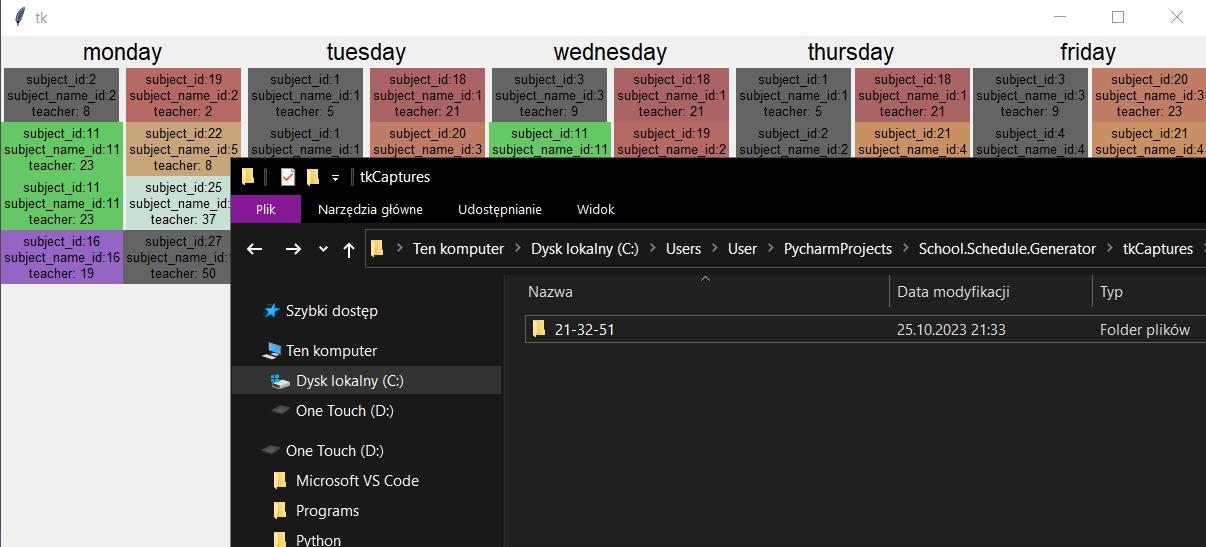 tk
monday tuesday wednesday thursday friday
subject_id:2 subject_id:19 subject_id:1 subject_id:18 subject_id:3 subject_id:18 subject_id:1 subject_id:18 subject_id:3 subject_id:20
subject_name_id:2 subject_name_id:2 subject_name_id:1 subject_name_id:1 subject_name_id:3 subject_name_id:1 subject_name_id:1 subject_name_id:1 subject_name_id:3 subject_name_id:3
teacher: 8 teacher: 2 teacher: 5 teacher: 21 teacher: 9 teacher: 21 teacher: 5 teacher: 21 teacher: 9 teacher: 23
subject_id:11 subject_id:22 subject_id:1 subject_id:20 subject_id:11 subject_id:19 subject_id:2 subject_id:21 subject_id:4 subject_id:21
subject_name_id:11 subject_name_id:5 subject_name_id:1 subject_name_id:3 subject_name_id:11 subject_name_id:2 subject_name_id:2 subject_name_id:4 subject_name_id:4 subject_name_id:4
teacher: 23 teacher: 8
subject_id:11 subject_id:25
subject_name_id:11 subject_name_id:
teacher: 23 teacher: 37
subject_id:16 subject_id:27
subject_name_id:16 subject_name_id:
teacher: 19 teacher: 50
tkCaptures
Plik Narzędzia główne Udostępnianie Widok
Ten komputer Dysk lokalny (C:) Users User PycharmProjects School.Schedule.Generator tkCaptures
Nazwa Data modyfikacji Typ
21-32-51 25.10.2023 21:33 Folder plików
Szybki dostęp
Ten komputer
Dysk lokalny (C:)
One Touch (D:)
One Touch (D:)
Microsoft VS Code
Programs
Python